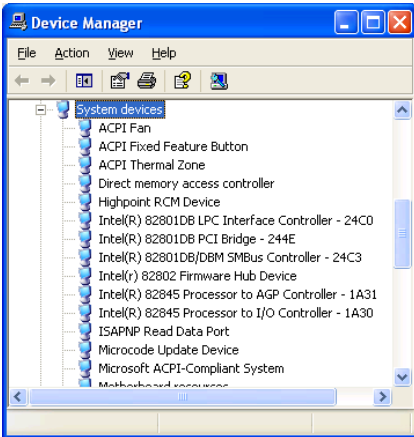 Device Manager
File Action View Help
System devices
ACPI Fan
ACPI Fixed Feature Button
ACPI Thermal Zone
Direct memory access controller
Highpoint RCM Device
Intel(R) 82801DB LPC Interface Controller - 24C0
Intel(R) 82801DB PCI Bridge - 244E
Intel(R) 82801DB/DBM SMBus Controller - 24C3
Intel(r) 82802 Firmware Hub Device
Intel(R) 82845 Processor to AGP Controller - 1A31
Intel(R) 82845 Processor to I/O Controller - 1A30
ISAPNP Read Data Port
Microcode Update Device
Microsoft ACPI-Compliant System
Motherboard resources